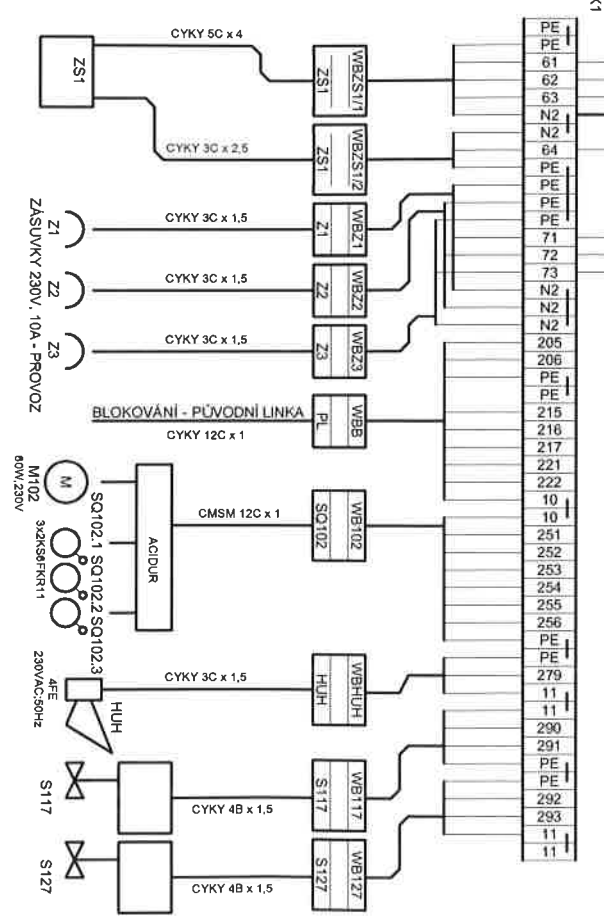 X1
PE
PE
61
62
63
N2
N2
64
PE
PE
PE
PE
71
72
73
N2
N2
N2
205
206
PE
PE
215
216
217
221
222
10
10
251
252
253
254
255
256
PE
PE
279
11
11
290
291
PE
PE
292
293
11
11
ZS1
CYKY 5C x 4
WBZS1/1
ZS1
CYKY 3C x 2,5
WBZS1/2
ZS1
ZÁSUVKY 230V, 10A - PROVOZ
Z1
CYKY 3C x 1,5
WBZ1
Z1
Z2
CYKY 3C x 1,5
WBZ2
Z2
Z3
CYKY 3C x 1,5
WBZ3
Z3
BLOKOVÁNÍ - PŮVODNÍ LINKA
CYKY 12C x 1
WBB
PL
M
M102
60W,230V
SQ102.1 SQ102.2 SQ102.3
3x2KS6FKR11
ACIDUR
CMSM 12C x 1
WB102
SQ102
HUH
4FE
230VAC;50Hz
CYKY 3C x 1,5
WBHUH
HUH
S117
CYKY 4B x 1,5
WB117
S117
S127
CYKY 4B x 1,5
WB127
S127